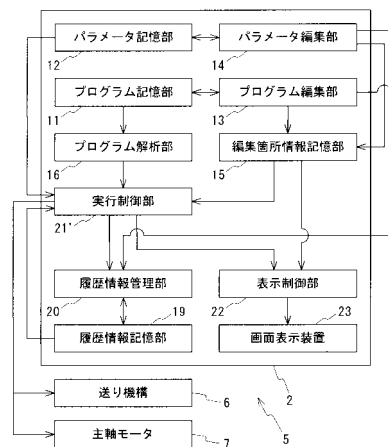 パラメータ記憶部
パラメータ編集部
12
14
プログラム記憶部
プログラム編集部
11
13
プログラム解析部
編集箇所情報記憶部
16
15
実行制御部
21'
履歴情報管理部
表示制御部
20
19
22
23
履歴情報記憶部
画面表示装置
2
送り機構
6
5
主軸モータ
7